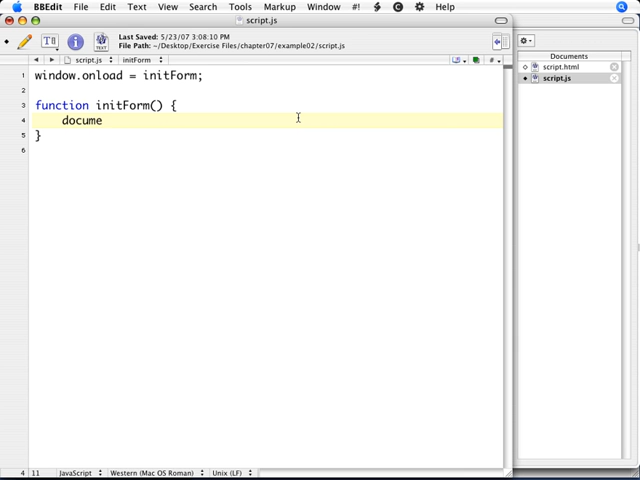 BBEdit File Edit Text View Search Tools Markup Window #! Help
script.js
Last Saved: 5/23/07 3:08:10 PM
File Path: ~/Desktop/Exercise Files/chapter07/example02/script.js
script.js initForm
Documents
script.html
script.js
1 window.onload = initForm;
2
3 function initForm() {
4 docume
5 }
6
4 11 JavaScript Western (Mac OS Roman) Unix (LF)